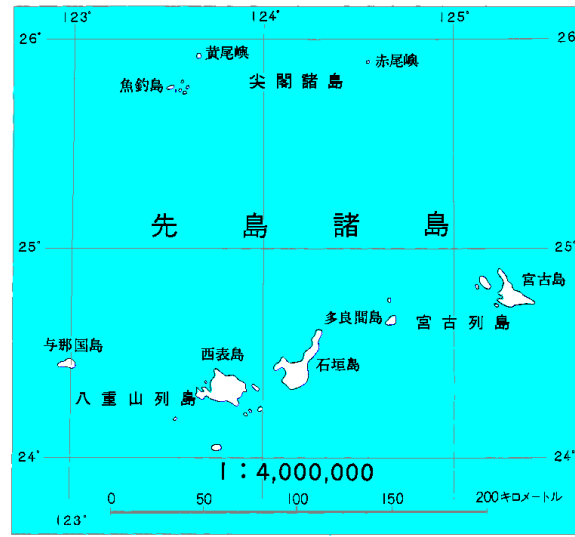 123° 124° 125°
26° 26°
黄尾嶼 赤尾嶼
魚釣島 尖閣諸島
先島諸島
25° 25°
宮古島
多良間島 宮古列島
与那国島 西表島 石垣島
八重山列島
24° 24°
1:4,000,000
0 50 100 150 200キロメートル
123°